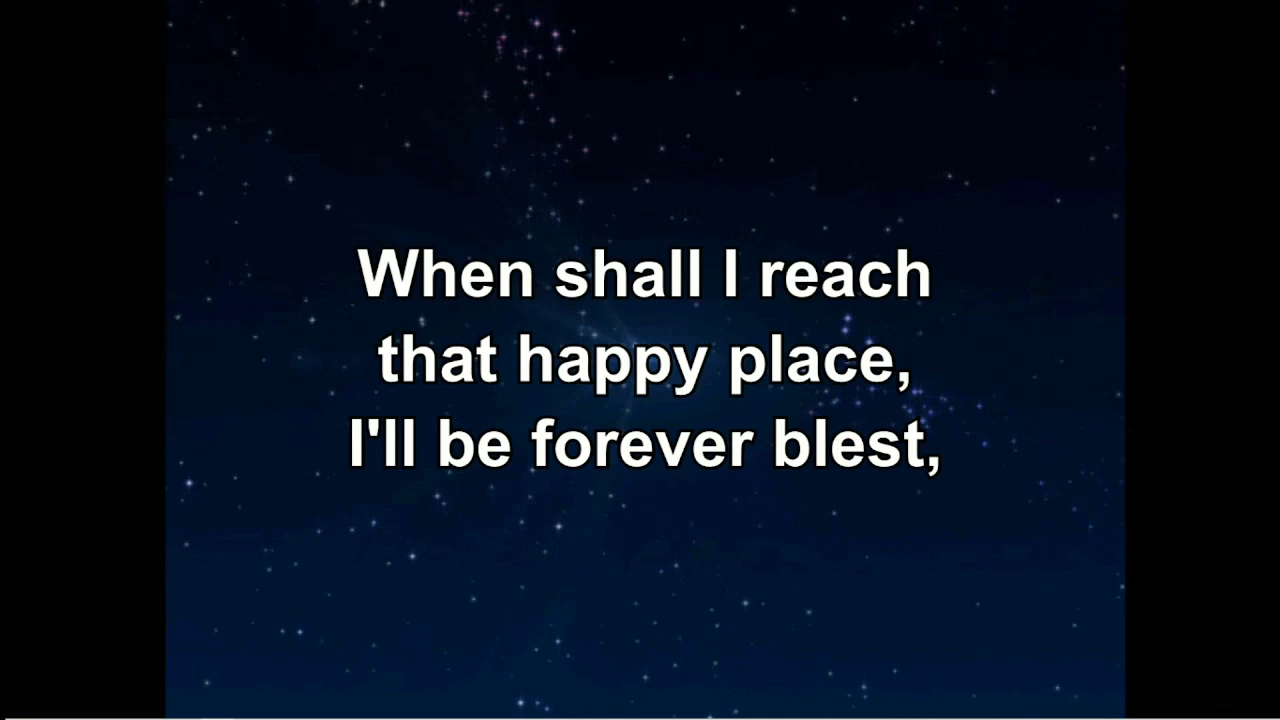 When shall I reach
that happy place,
I'll be forever blest,